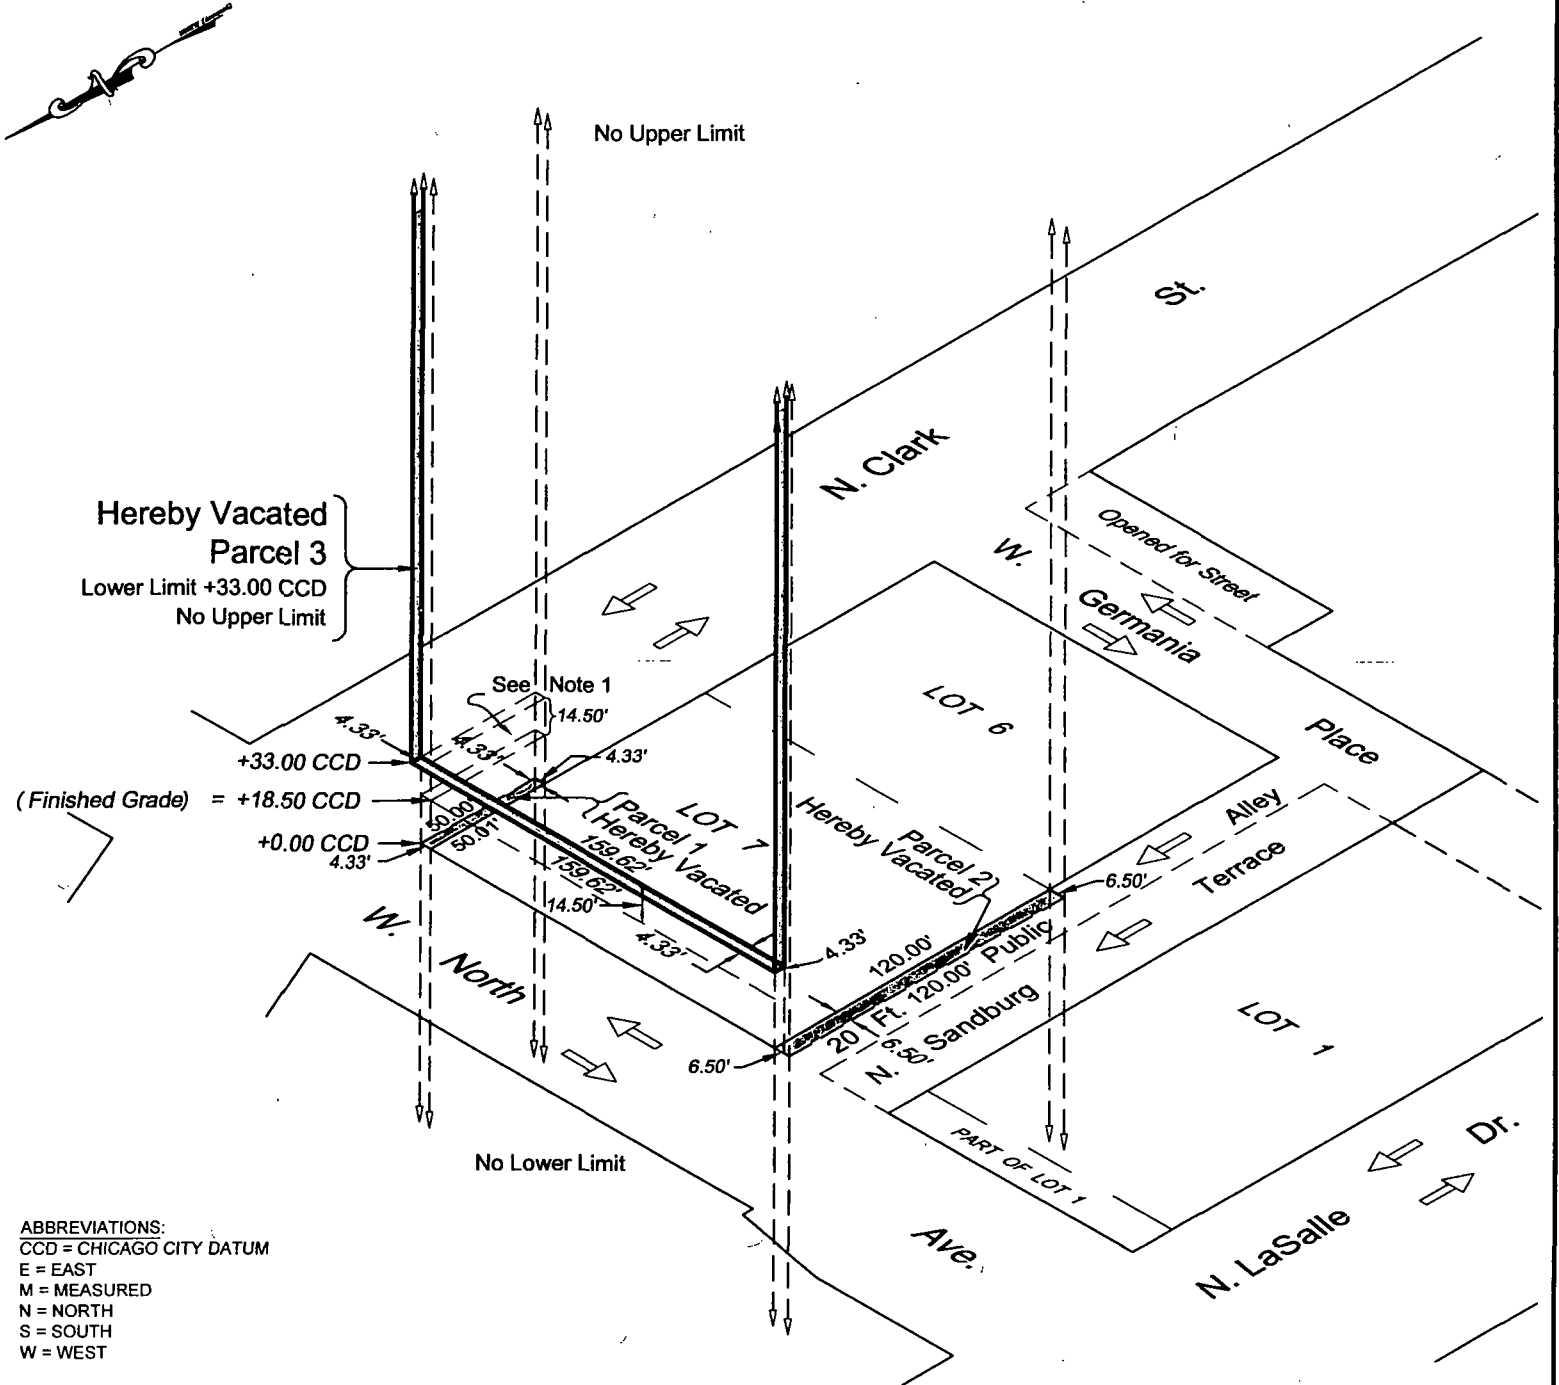 No Upper Limit
St.
N. Clark
Hereby Vacated
Parcel 3
Lower Limit +33.00 CCD
No Upper Limit
Opened for Street
W.
Germania
Place
See Note 1
14.50'
4.33'
4.33'
4.33'
+33.00 CCD
(Finished Grade) = +18.50 CCD
+0.00 CCD
4.33'
50.00'
50.01'
LOT 6
LOT 7
Parcel 1
Hereby Vacated
159.62'
159.62'
14.50'
4.33'
4.33'
Parcel 2
Hereby Vacated
6.50'
120.00'
20 Ft. 120.00' Public Alley
6.50'
6.50'
N. Sandburg Terrace
W. North Ave.
LOT 1
PART OF LOT 1
N. LaSalle Dr.
No Lower Limit
ABBREVIATIONS:
CCD = CHICAGO CITY DATUM
E = EAST
M = MEASURED
N = NORTH
S = SOUTH
W = WEST